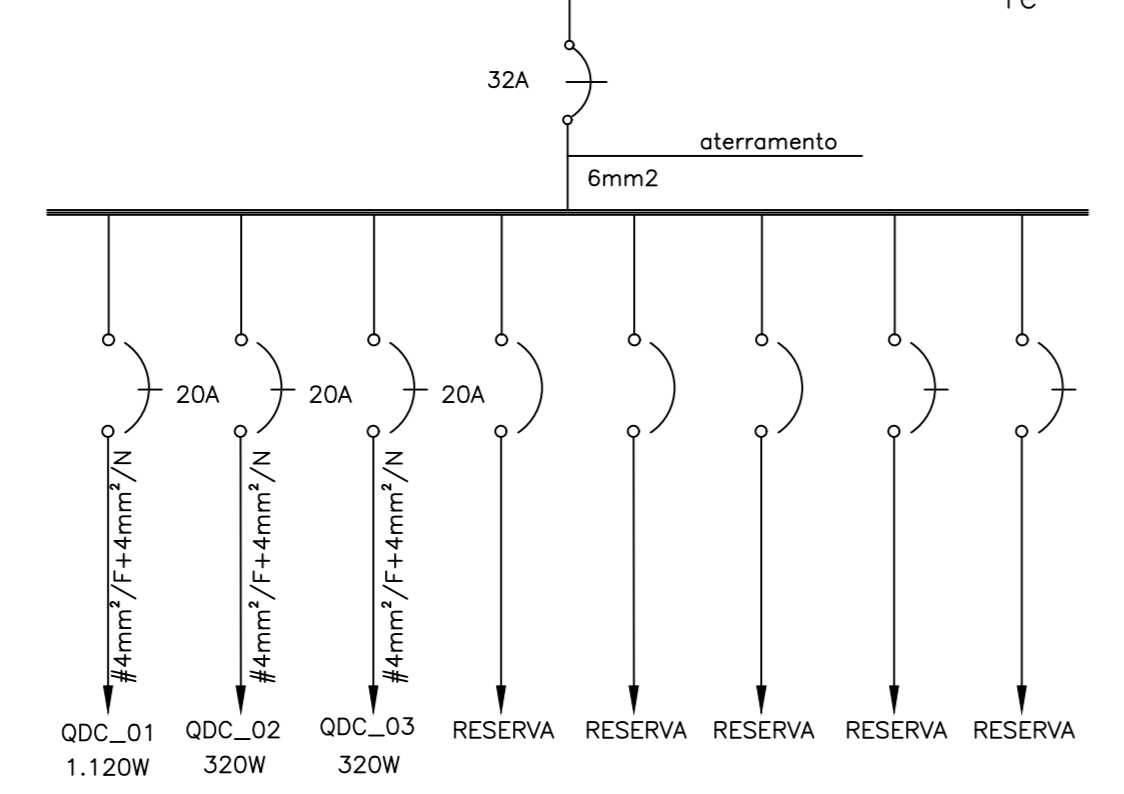 32A
aterramento
6mm2
20A
20A
20A
#4mm²/F+4mm²/N
#4mm²/F+4mm²/N
#4mm²/F+4mm²/N
QDC_01
1.120W
QDC_02
320W
QDC_03
320W
RESERVA
RESERVA
RESERVA
RESERVA
RESERVA